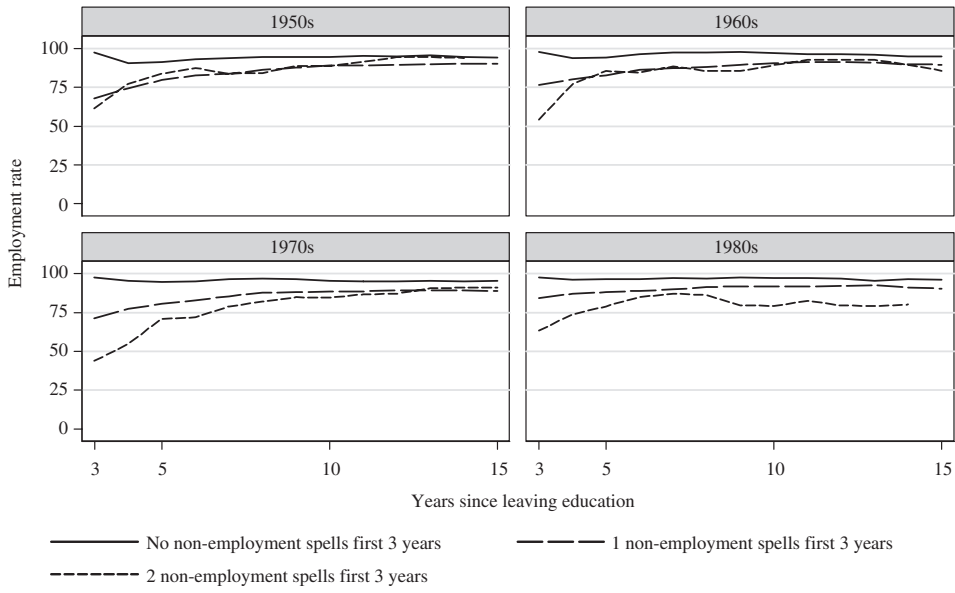 1950s
1960s
100
75
50
25
0
1970s
1980s
100
75
50
25
0
Employment rate
3
5
10
15
3
5
10
15
Years since leaving education
No non-employment spells first 3 years
1 non-employment spells first 3 years
2 non-employment spells first 3 years